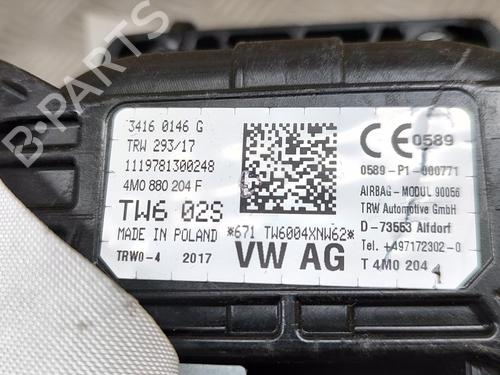 B-PARTS
34160146 G
TRW 293/17
1119781300248
4M0 880 204 F
TW6 02S
MADE IN POLAND
TRW0-4 2017
*671 TW6004XNW62*
VW AG
CE 0589
0589-P1-000771
AIRBAG-MODUL 90056
TRW Automotive GmbH
D-73553 Alfdorf
Tel. +497172302-0
T 4M0 204